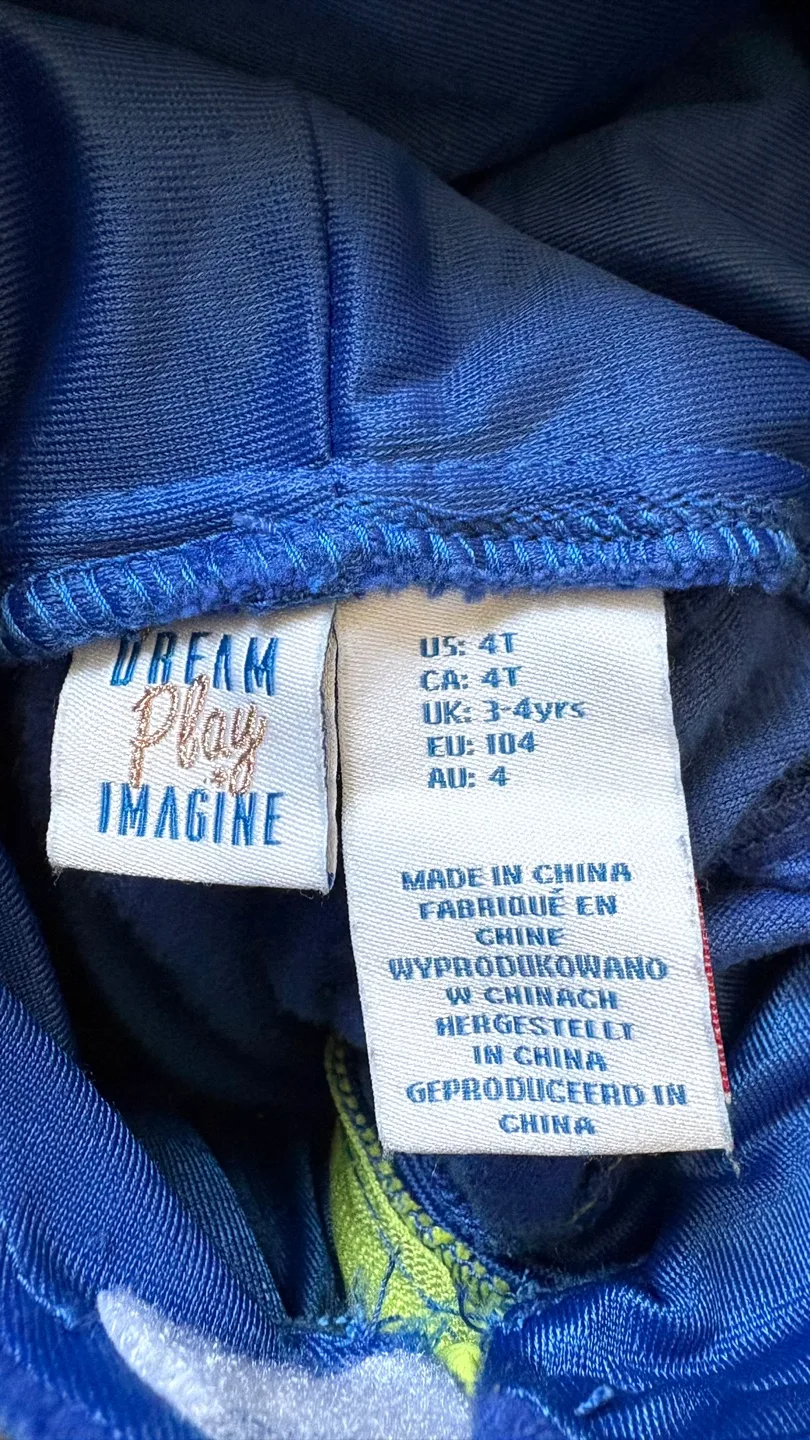 DREAM
Play
IMAGINE
US: 4T
CA: 4T
UK: 3-4yrs
EU: 104
AU: 4
MADE IN CHINA
FABRIQUÉ EN
CHINE
WYPRODUKOWANO
W CHINACH
HERGESTELLT
IN CHINA
GEPRODUCEERD IN
CHINA